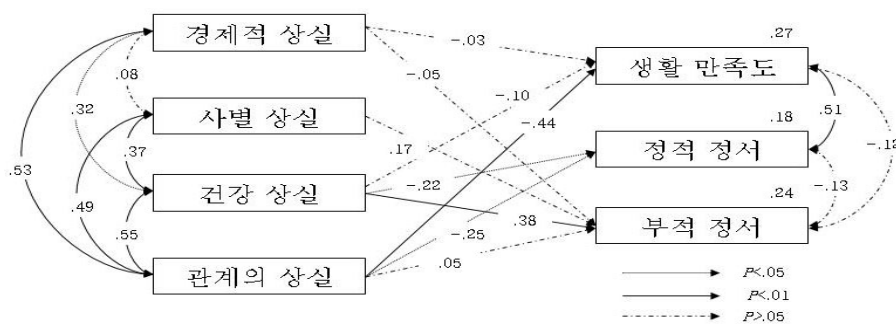 경제적 상실
사별 상실
건강 상실
관계의 상실
생활 만족도
정적 정서
부적 정서
.27
.18
.24
-.03
-.05
-.10
-.44
.17
-.22
.38
-.25
.05
.08
.32
.37
.53
.49
.55
.51
-.12
-.13
P<.05
P<.01
P>.05